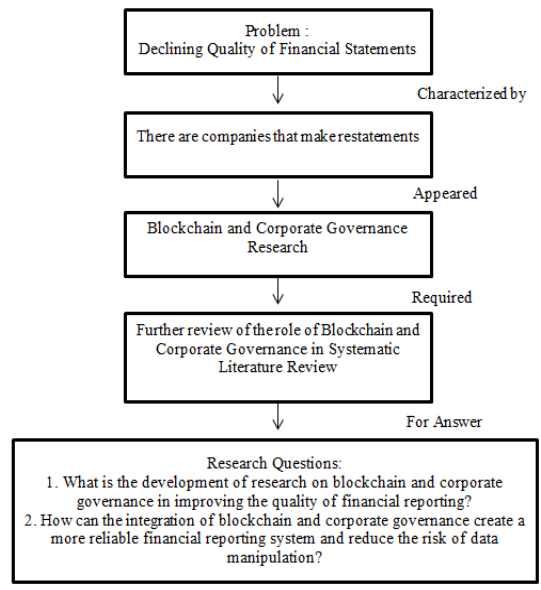 Problem :
Declining Quality of Financial Statements
Characterized by
There are companies that make restatements
Appeared
Blockchain and Corporate Governance
Research
Required
Further review of the role of Blockchain and
Corporate Governance in Systematic
Literature Review
For Answer
Research Questions:
1. What is the development of research on blockchain and corporate
governance in improving the quality of financial reporting?
2. How can the integration of blockchain and corporate governance create a
more reliable financial reporting system and reduce the risk of data
manipulation?